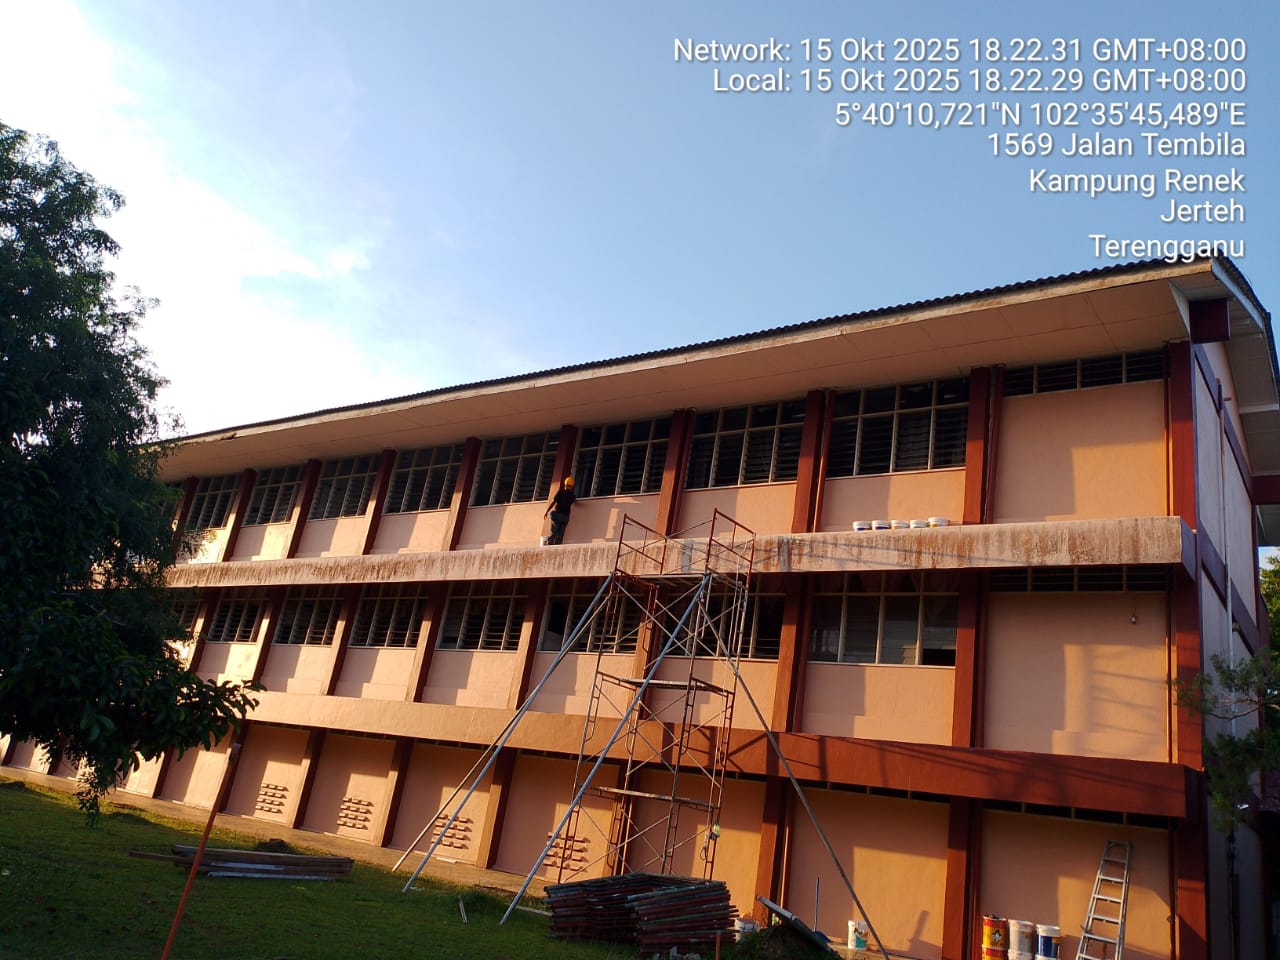 Network: 15 Okt 2025 18.22.31 GMT+08:00
Local: 15 Okt 2025 18.22.29 GMT+08:00
5°40'10,721"N 102°35'45,489"E
1569 Jalan Tembila
Kampung Renek
Jerteh
Terengganu